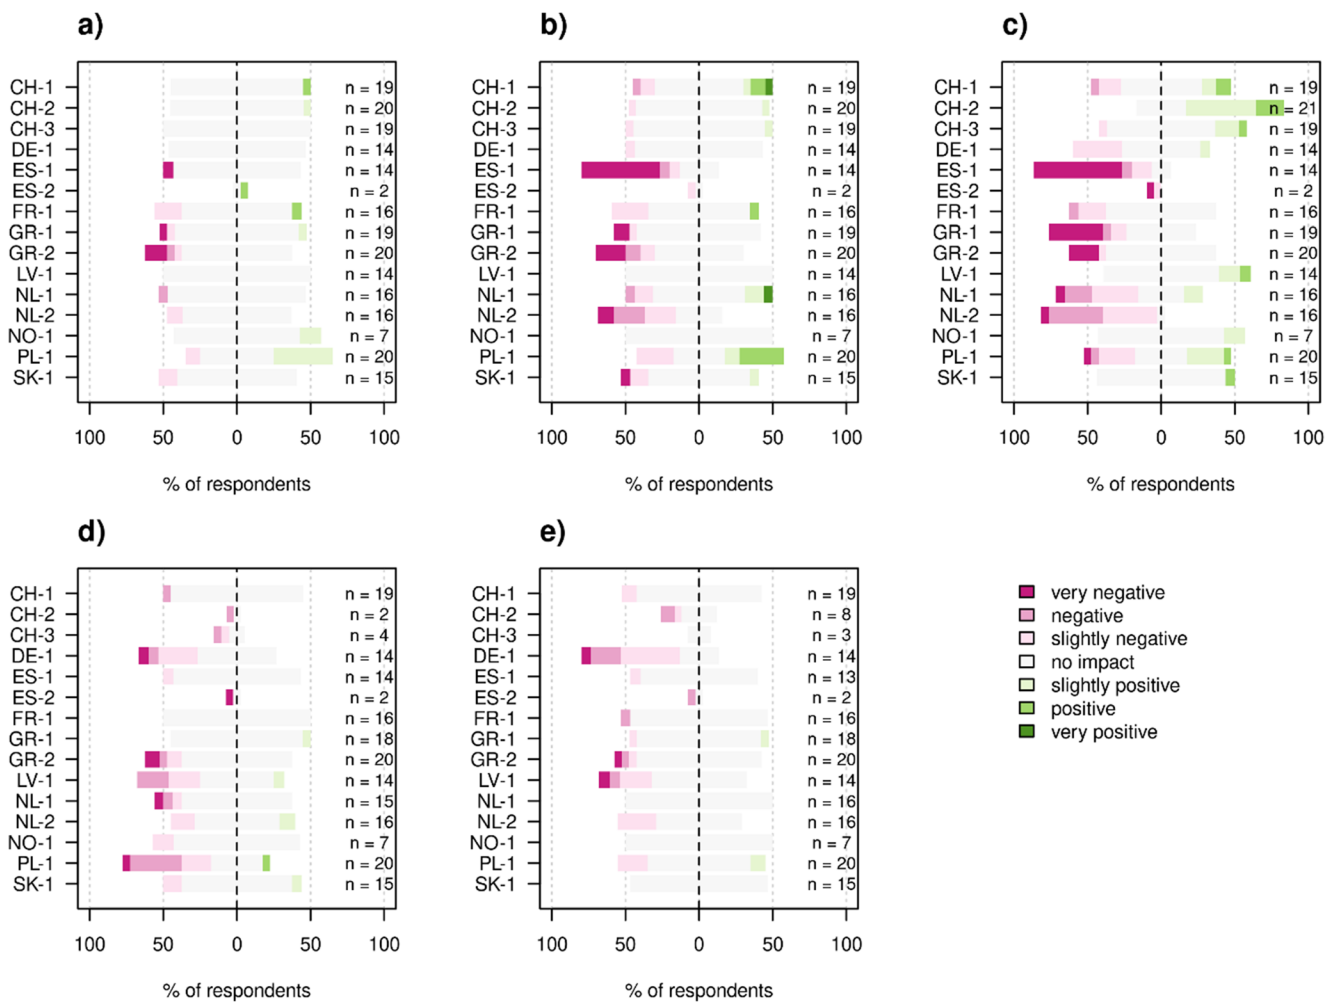 a)
CH-1 n = 19
CH-2 n = 20
CH-3 n = 19
DE-1 n = 14
ES-1 n = 14
ES-2 n = 2
FR-1 n = 16
GR-1 n = 19
GR-2 n = 20
LV-1 n = 14
NL-1 n = 16
NL-2 n = 16
NO-1 n = 7
PL-1 n = 20
SK-1 n = 15
100 50 0 50 100
% of respondents
b)
CH-1 n = 19
CH-2 n = 20
CH-3 n = 19
DE-1 n = 14
ES-1 n = 14
ES-2 n = 2
FR-1 n = 16
GR-1 n = 19
GR-2 n = 20
LV-1 n = 14
NL-1 n = 16
NL-2 n = 16
NO-1 n = 7
PL-1 n = 20
SK-1 n = 15
100 50 0 50 100
% of respondents
c)
CH-1 n = 19
CH-2 n = 21
CH-3 n = 19
DE-1 n = 14
ES-1 n = 14
ES-2 n = 2
FR-1 n = 16
GR-1 n = 19
GR-2 n = 20
LV-1 n = 14
NL-1 n = 16
NL-2 n = 16
NO-1 n = 7
PL-1 n = 20
SK-1 n = 15
100 50 0 50 100
% of respondents
d)
CH-1 n = 19
CH-2 n = 2
CH-3 n = 4
DE-1 n = 14
ES-1 n = 14
ES-2 n = 2
FR-1 n = 16
GR-1 n = 18
GR-2 n = 20
LV-1 n = 14
NL-1 n = 15
NL-2 n = 16
NO-1 n = 7
PL-1 n = 20
SK-1 n = 15
100 50 0 50 100
% of respondents
e)
CH-1 n = 19
CH-2 n = 8
CH-3 n = 3
DE-1 n = 14
ES-1 n = 13
ES-2 n = 2
FR-1 n = 16
GR-1 n = 18
GR-2 n = 20
LV-1 n = 14
NL-1 n = 16
NL-2 n = 16
NO-1 n = 7
PL-1 n = 20
SK-1 n = 15
100 50 0 50 100
% of respondents
very negative
negative
slightly negative
no impact
slightly positive
positive
very positive